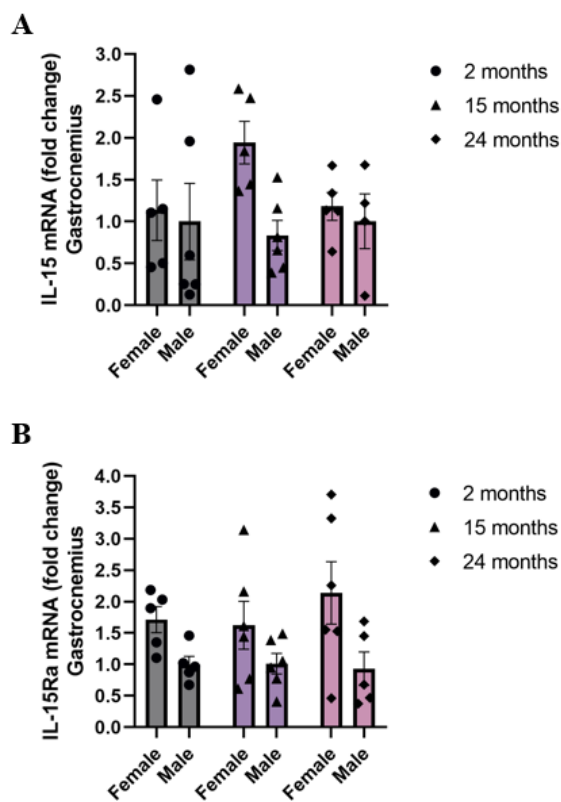 A
IL-15 mRNA (fold change)
Gastrocnemius
3.0
2.5
2.0
1.5
1.0
0.5
0.0
Female
Male
Female
Male
Female
Male
2 months
15 months
24 months
B
IL-15Ra mRNA (fold change)
Gastrocnemius
4.0
3.5
3.0
2.5
2.0
1.5
1.0
0.5
0.0
Female
Male
Female
Male
Female
Male
2 months
15 months
24 months